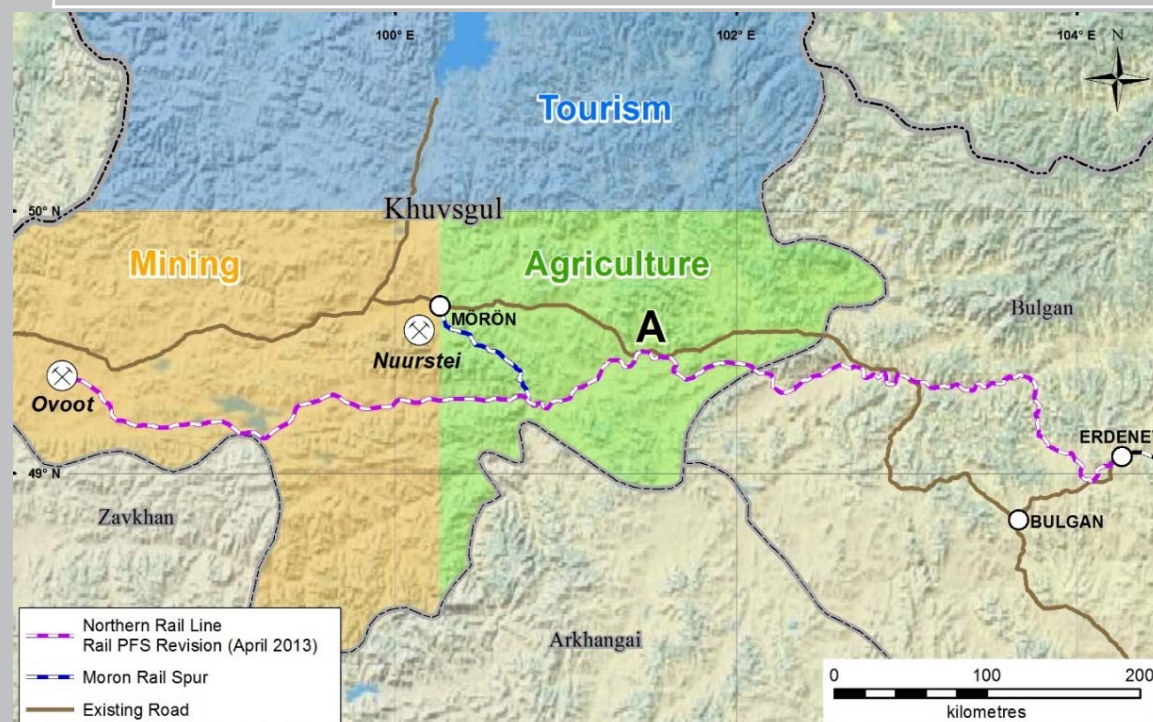 100° E
102° E
104° E
N
Tourism
50° N
Khuvsgul
Mining
Agriculture
Bulgan
MÖRÖN
A
Nuurstei
Ovoot
ERDENET
49° N
Zavkhan
BULGAN
Arkhangai
Northern Rail Line
Rail PFS Revision (April 2013)
Moron Rail Spur
Existing Road
0 100 200
kilometres